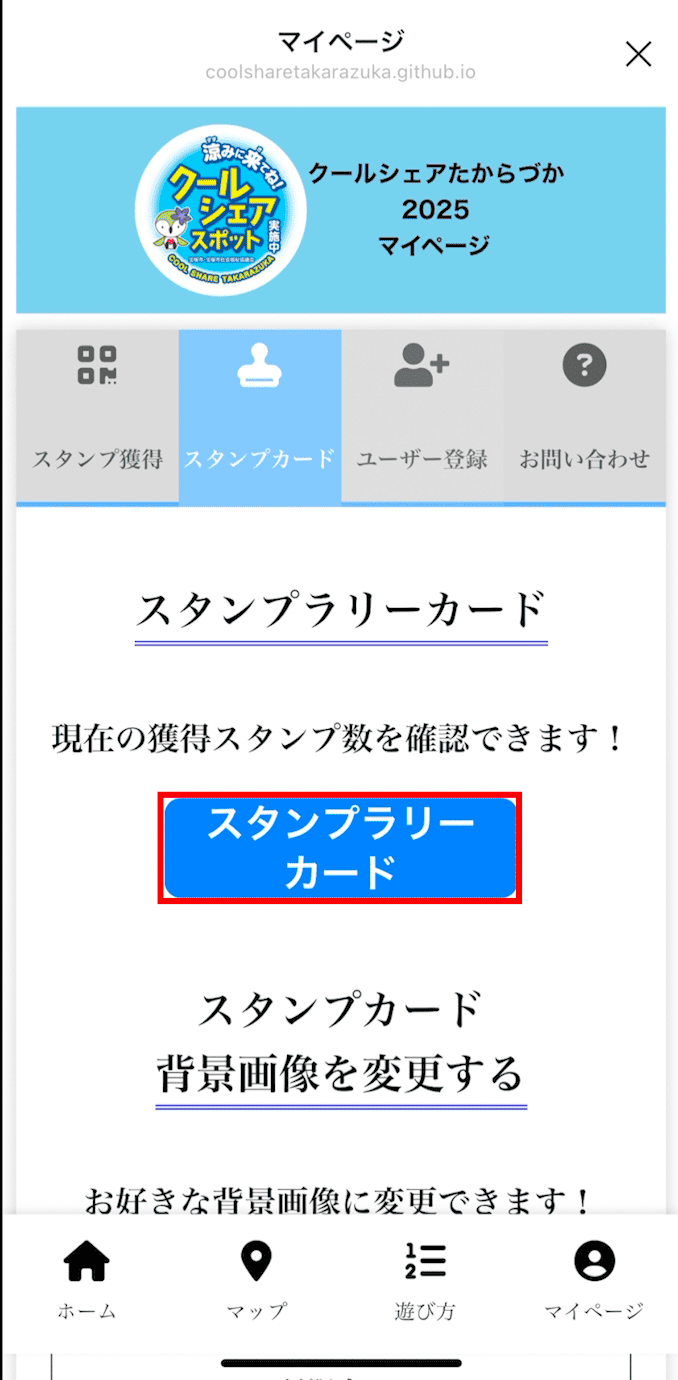 マイページ
coolsharetakarazuka.github.io
涼みに来てね!
クール
シェア
スポット
実施中
COOL SHARE TAKARAZUKA
クールシェアたからづか
2025
マイページ
スタンプ獲得
スタンプカード
ユーザー登録
お問い合わせ
スタンプラリーカード
現在の獲得スタンプ数を確認できます！
スタンプラリー
カード
スタンプカード
背景画像を変更する
お好きな背景画像に変更できます！
ホーム
マップ
遊び方
マイページ